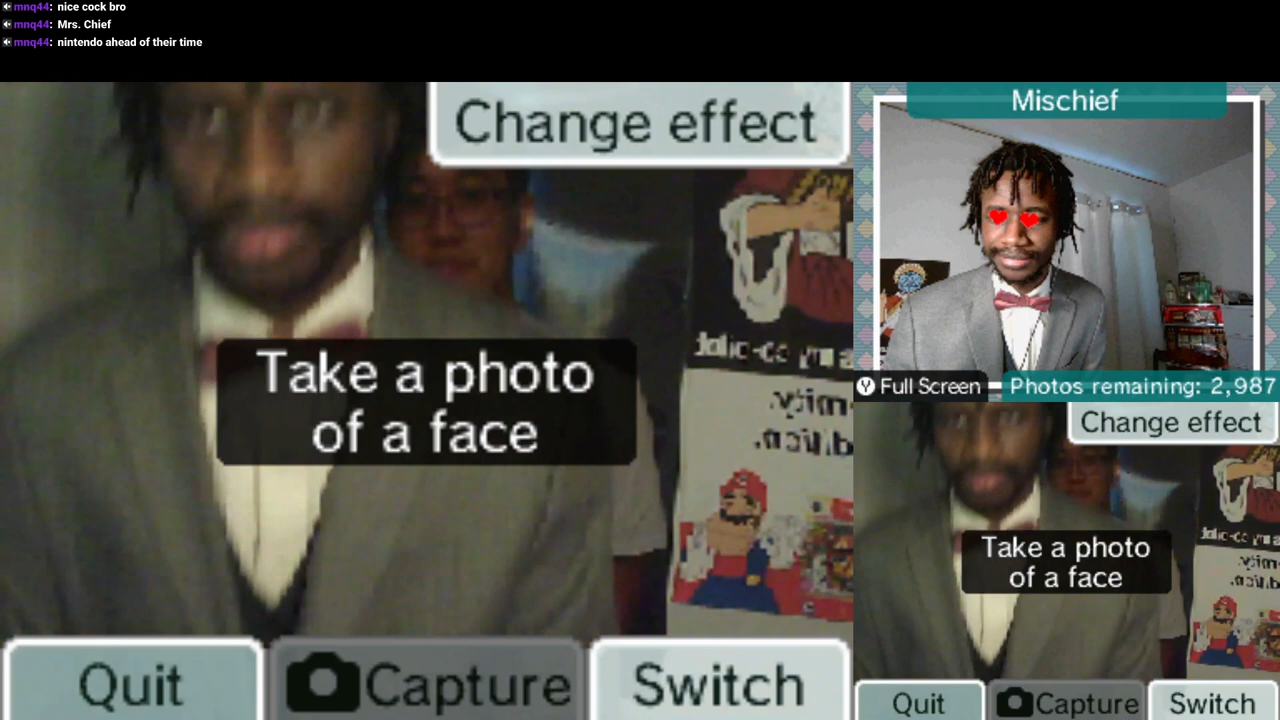 mnq44: nice cock bro
mnq44: Mrs. Chief
mnq44: nintendo ahead of their time
Change effect
Take a photo
of a face
Quit
Capture
Switch
Mischief
Y Full Screen
Photos remaining: 2,987
Change effect
Take a photo
of a face
Quit
Capture
Switch